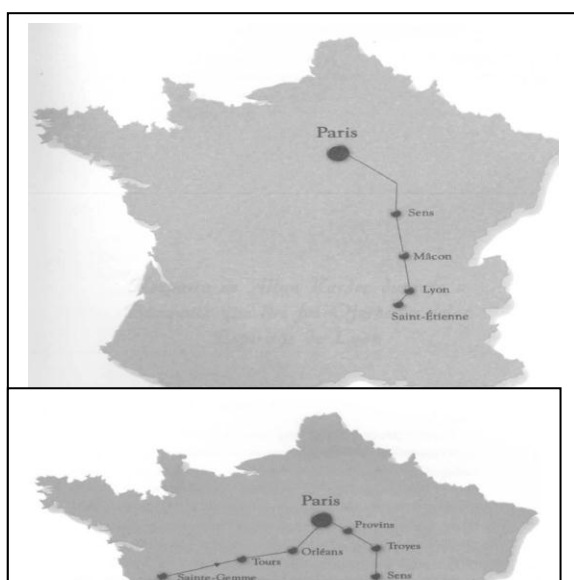 Paris
Sens
Mâcon
Lyon
Saint-Étienne
Paris
Provins
Troyes
Orléans
Tours
Sens
Sainte-Gemme